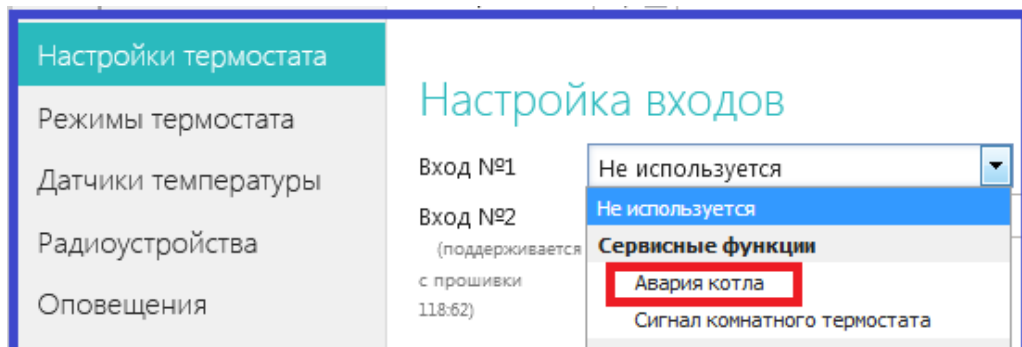 Настройки термостата
Режимы термостата
Датчики температуры
Радиоустройства
Оповещения
Настройка входов
Вход №1
Не используется
Не используется
Вход №2
(поддерживается
с прошивки
118:62)
Сервисные функции
Авария котла
Сигнал комнатного термостата